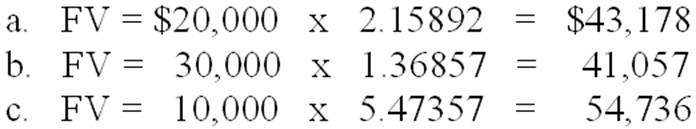 a. FV = $20,000 x 2.15892 = $43,178
b. FV = 30,000 x 1.36857 = 41,057
c. FV = 10,000 x 5.47357 = 54,736